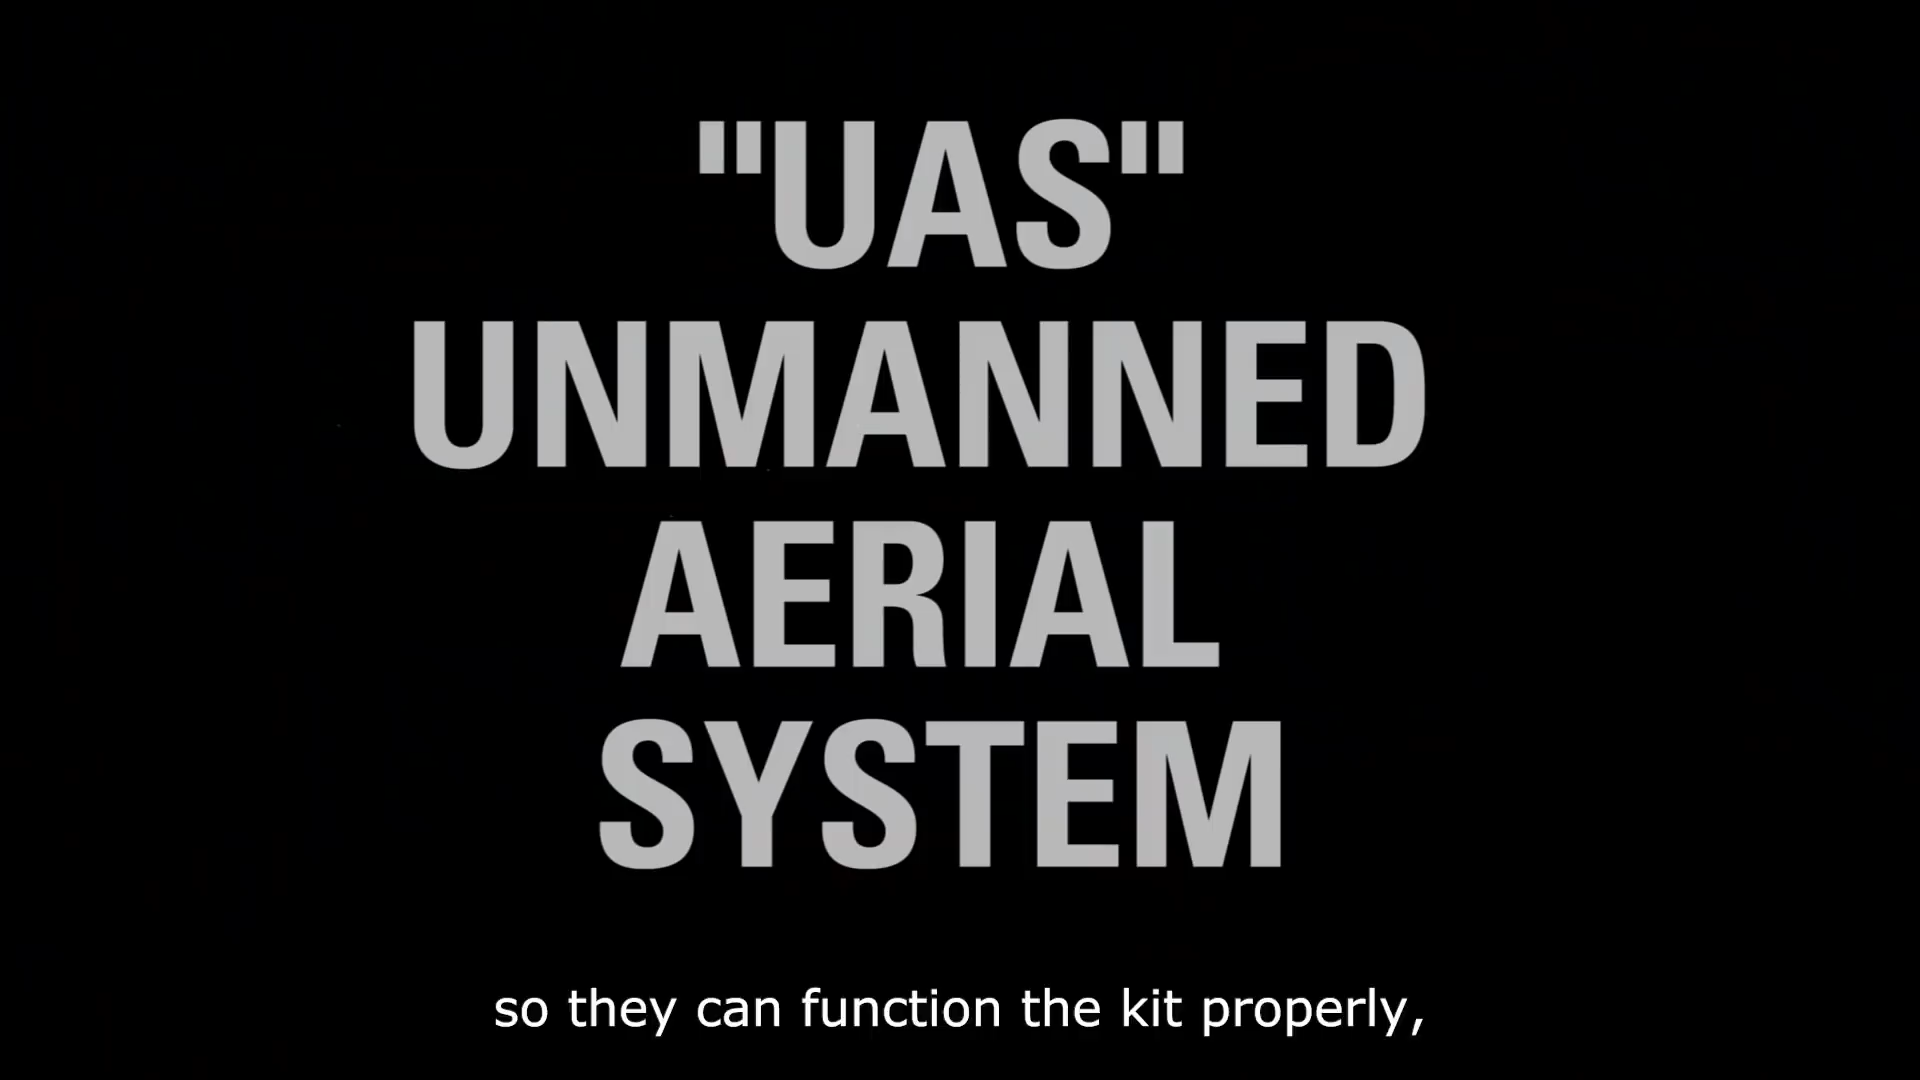 "UAS"
UNMANNED
AERIAL
SYSTEM
so they can function the kit properly,